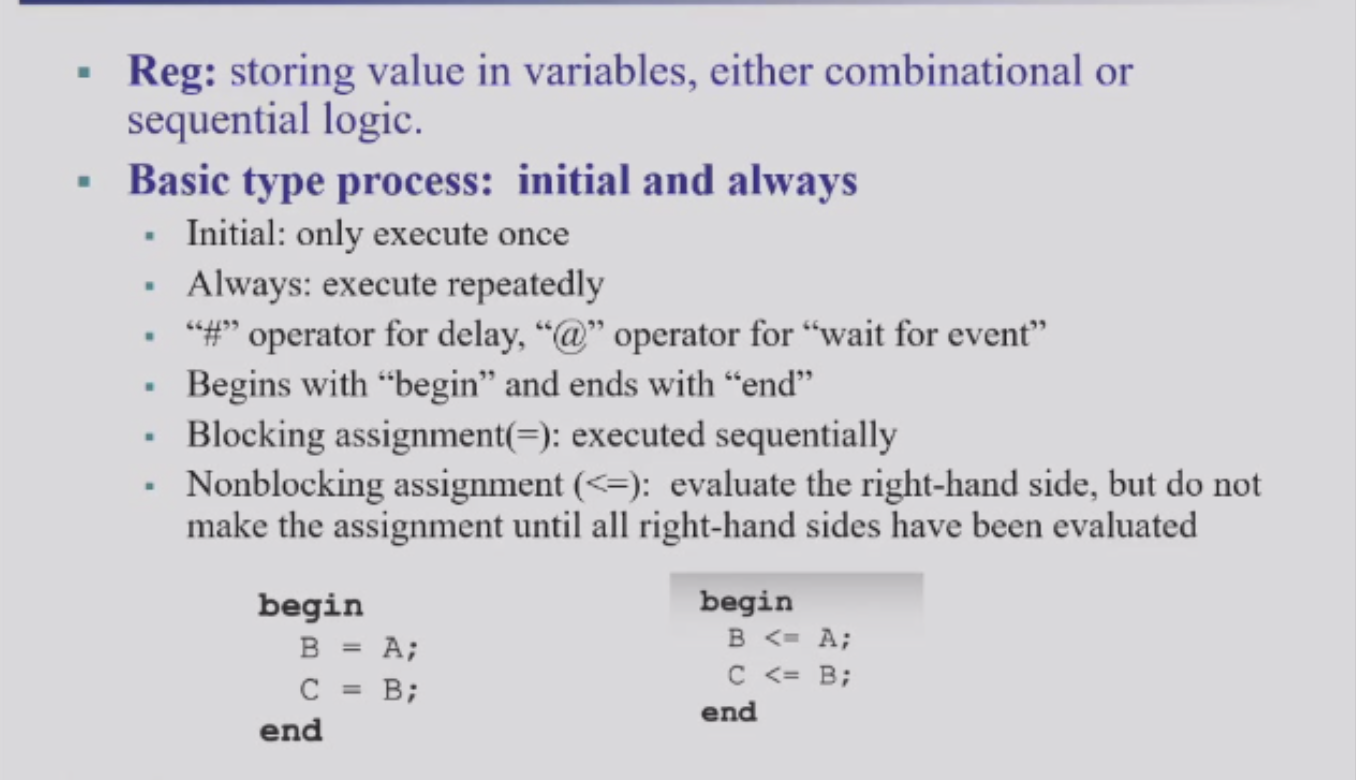 Reg: storing value in variables, either combinational or
sequential logic.
Basic type process: initial and always
Initial: only execute once
Always: execute repeatedly
“#” operator for delay, “@” operator for “wait for event”
Begins with “begin” and ends with “end”
Blocking assignment(=): executed sequentially
Nonblocking assignment (<=): evaluate the right-hand side, but do not
make the assignment until all right-hand sides have been evaluated
begin
B = A;
C = B;
end
begin
B <= A;
C <= B;
end